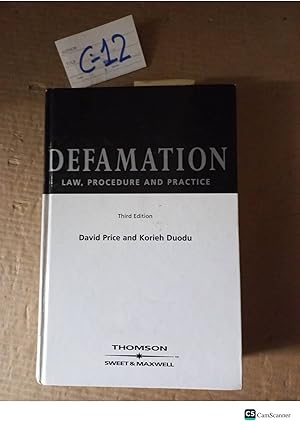 C-12
DEFAMATION
LAW, PROCEDURE AND PRACTICE
Third Edition
David Price and Korieh Duodu
THOMSON
SWEET & MAXWELL
CS CamScanner